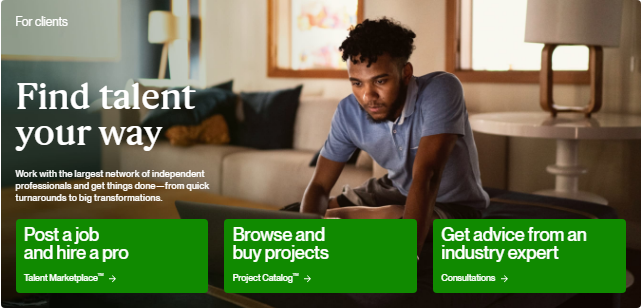 For clients
Find talent
your way
Work with the largest network of independent
professionals and get things done—from quick
turnarounds to big transformations.
Post a job
and hire a pro
Talent Marketplace™ →
Browse and
buy projects
Project Catalog™ →
Get advice from an
industry expert
Consultations →